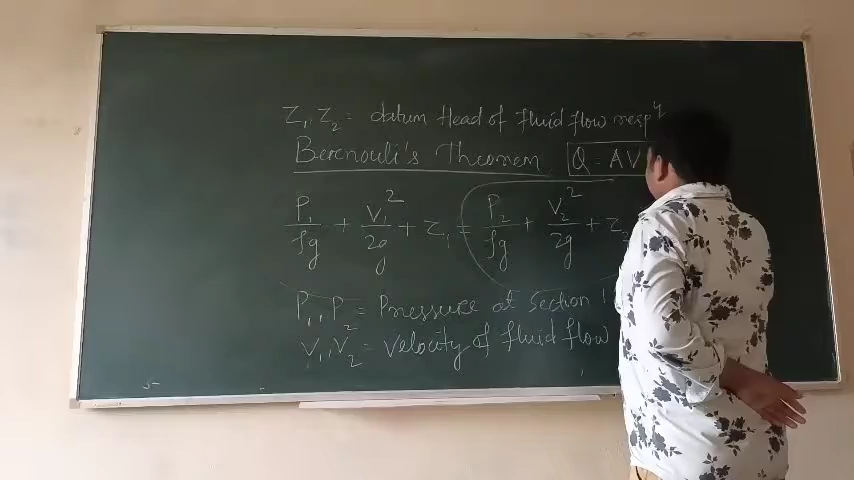 Z₁, Z₂ = datum Head of fluid flow resp^y
Bernouli's Theorem Q = AV
P₁/ρg + V₁²/2g + Z₁ = P₂/ρg + V₂²/2g + Z₂
P₁, P₂ = Pressure at Section 1
V₁, V₂ = velocity of fluid flow